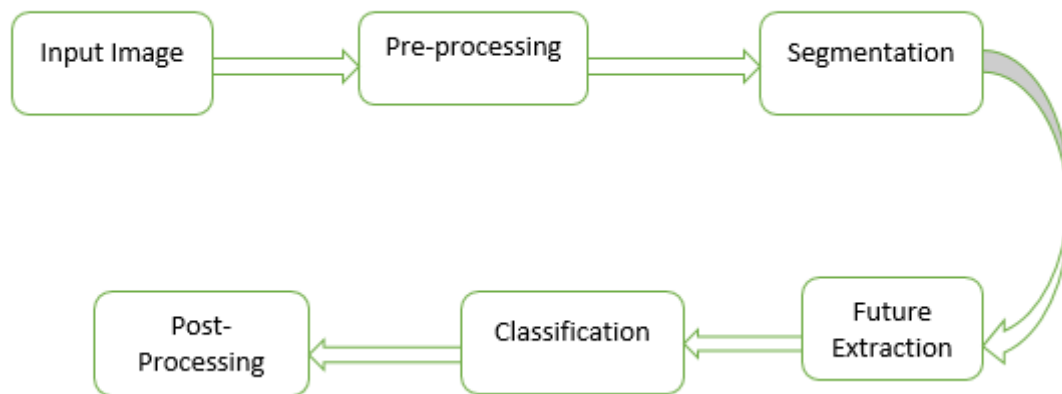 Input Image
Pre-processing
Segmentation
Future
Extraction
Classification
Post-
Processing